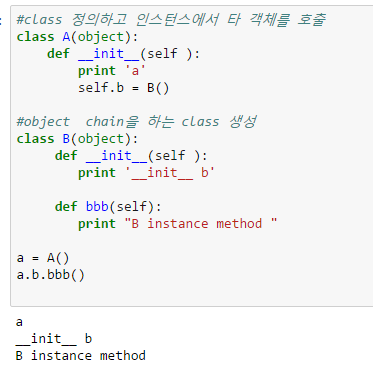 #class 정의하고 인스턴스에서 타 객체를 호출
class A(object):
    def __init__(self ):
        print 'a'
        self.b = B()
#object  chain을 하는 class 생성
class B(object):
     def __init__(self ):
        print '__init__ b'
     def bbb(self):
        print "B instance method "
a = A()
a.b.bbb()
a
__init__ b
B instance method